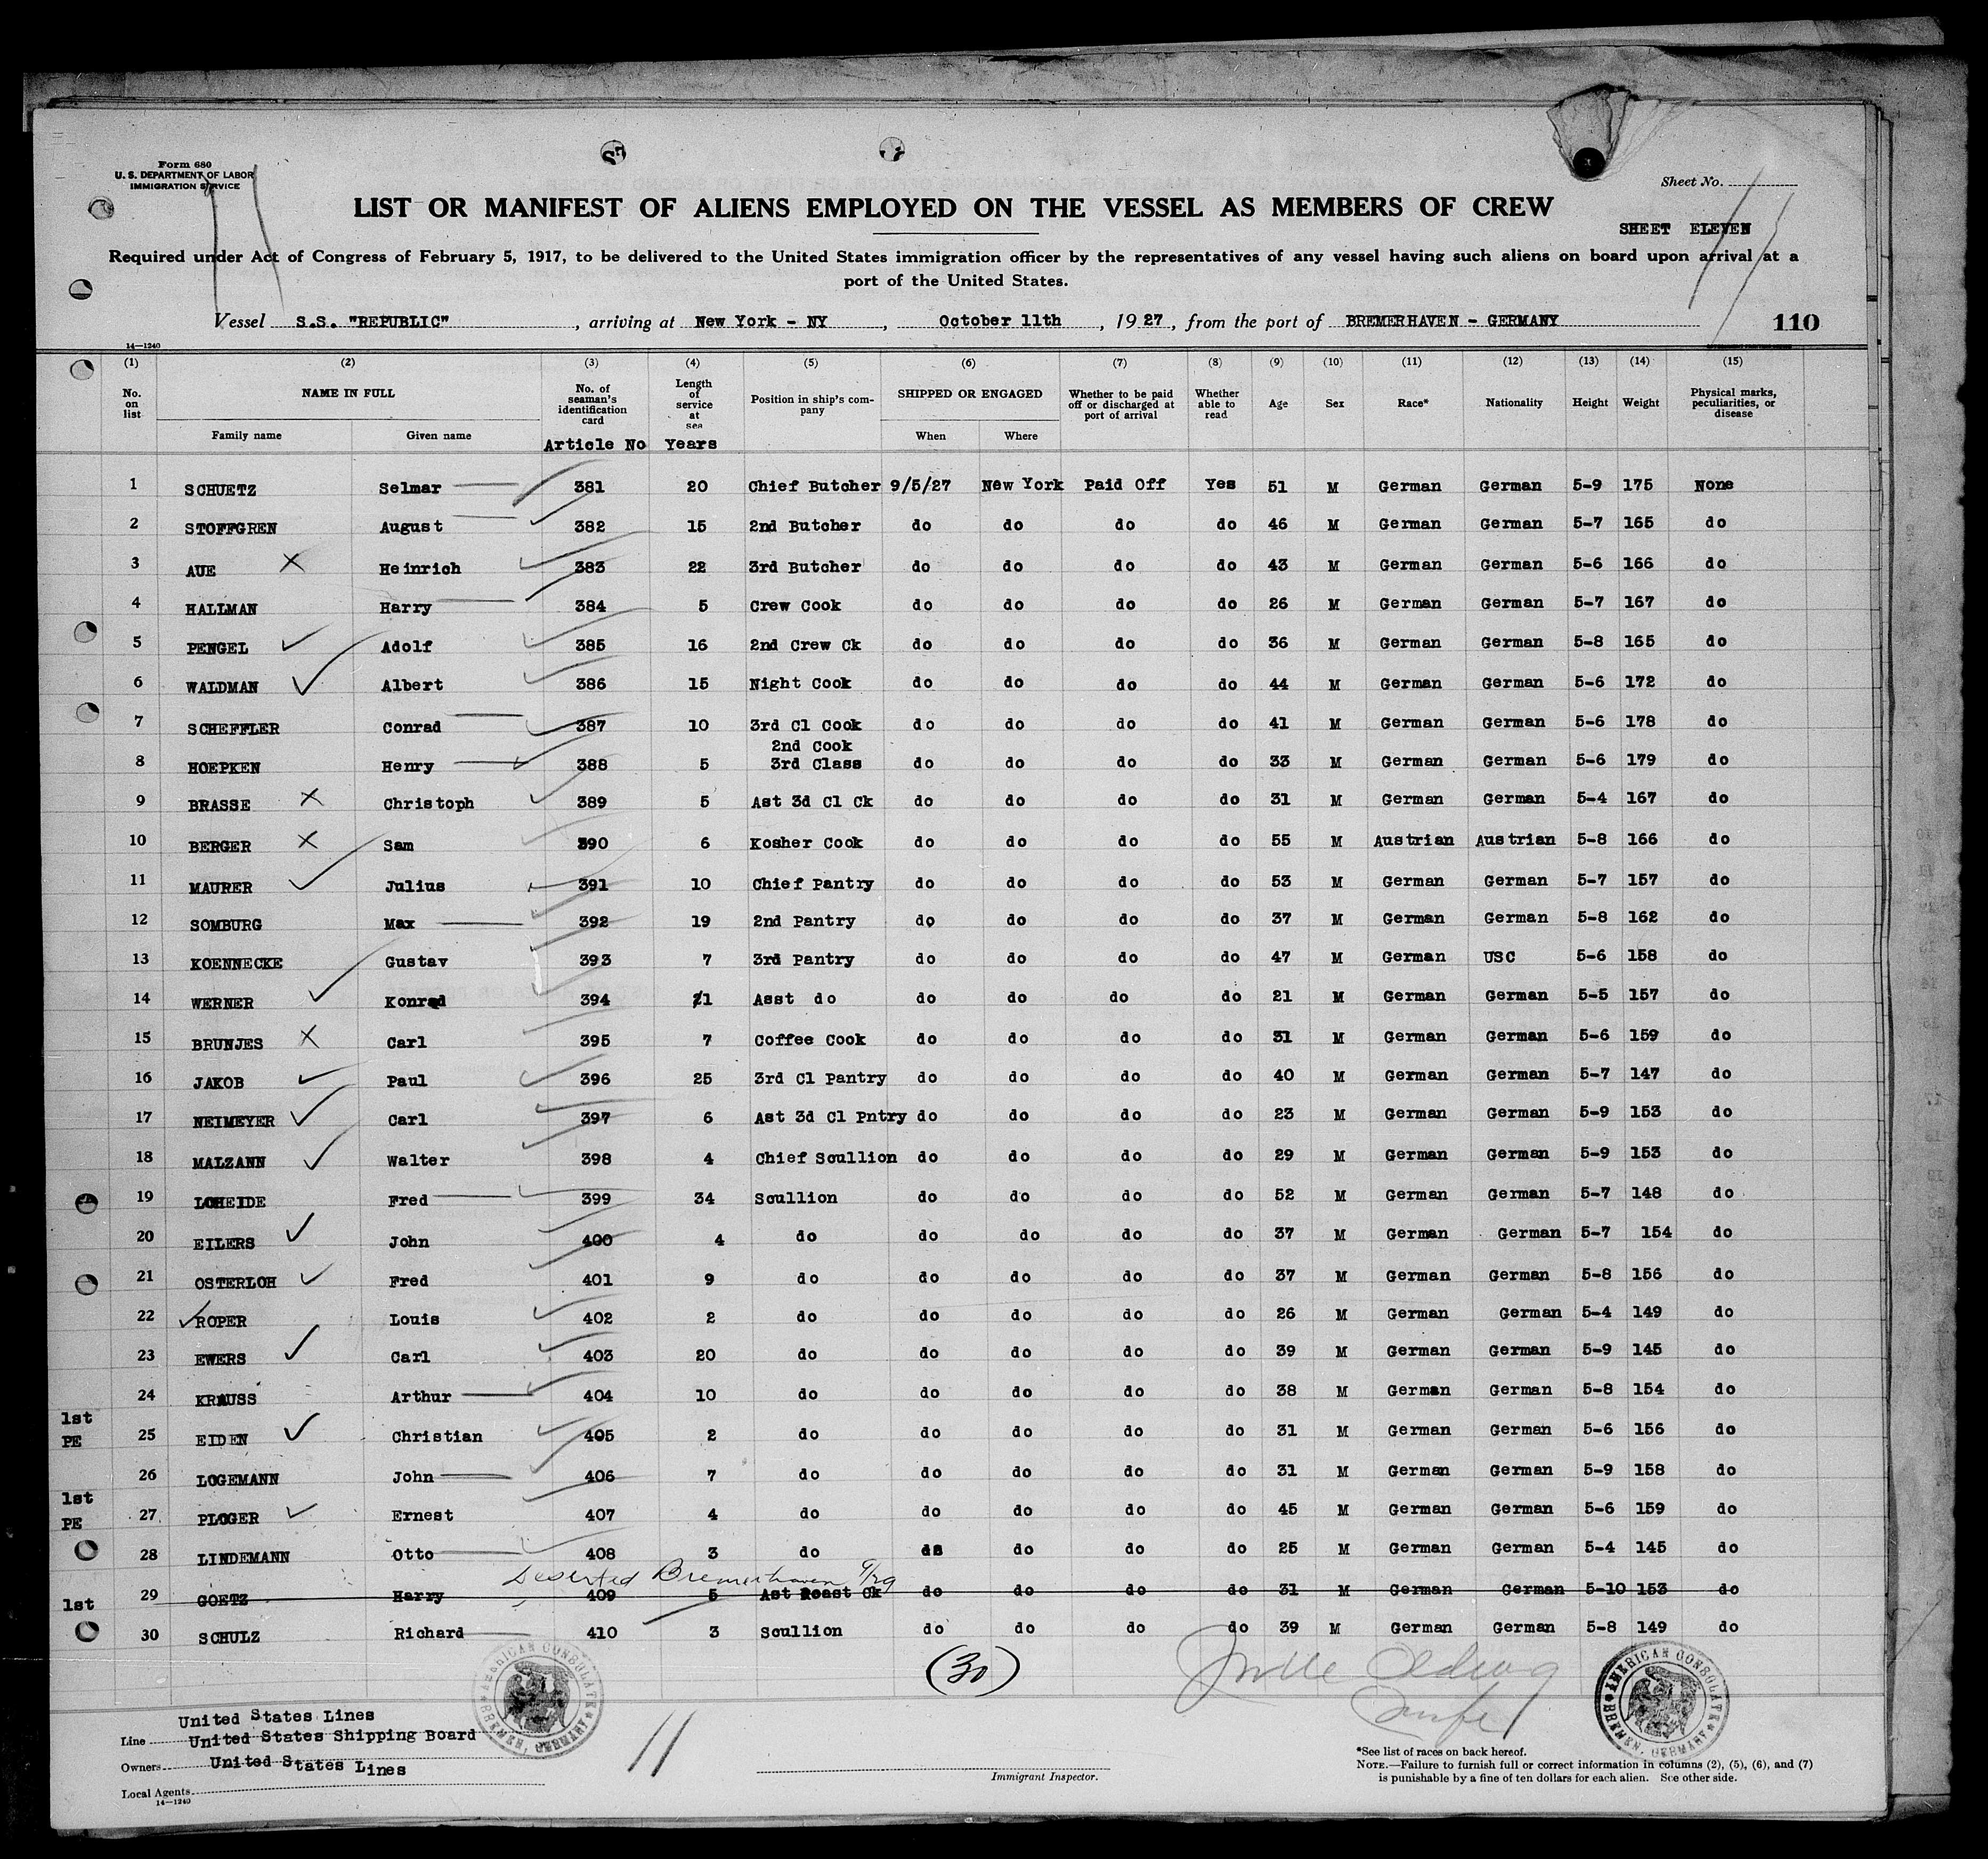 Form 680
U. S. DEPARTMENT OF LABOR
IMMIGRATION SERVICE
Sheet No.
LIST OR MANIFEST OF ALIENS EMPLOYED ON THE VESSEL AS MEMBERS OF CREW
SHEET ELEVEN
Required under Act of Congress of February 5, 1917, to be delivered to the United States immigration officer by the representatives of any vessel having such aliens on board upon arrival at a
port of the United States.
Vessel S.S. "REPUBLIC", arriving at New York - NY, October 11th, 1927, from the port of BREMERHAVEN - GERMANY 110
14—1240
(1) (2) (3) (4) (5) (6) (7) (8) (9) (10) (11) (12) (13) (14) (15)
No. on list NAME IN FULL Family name Given name No. of seaman's identification card Article No Length of service at sea Years Position in ship's company SHIPPED OR ENGAGED When Where Whether to be paid off or discharged at port of arrival Whether able to read Age Sex Race* Nationality Height Weight Physical marks, peculiarities, or disease
1 SCHUETZ Selmar 381 20 Chief Butcher 9/5/27 New York Paid Off Yes 51 M German German 5-9 175 None
2 STOFFGREN August 382 15 2nd Butcher do do do do 46 M German German 5-7 165 do
3 AUE Heinrich 383 22 3rd Butcher do do do do 43 M German German 5-6 166 do
4 HALLMAN Harry 384 5 Crew Cook do do do do 26 M German German 5-7 167 do
5 PENGEL Adolf 385 16 2nd Crew Ck do do do do 36 M German German 5-8 165 do
6 WALDMAN Albert 386 15 Night Cook do do do do 44 M German German 5-6 172 do
7 SCHEFFLER Conrad 387 10 3rd Cl Cook do do do do 41 M German German 5-6 178 do
8 HOEPKEN Henry 388 5 2nd Cook 3rd Class do do do do 33 M German German 5-6 179 do
9 BRASSE Christoph 389 5 Ast 3d Cl Ck do do do do 31 M German German 5-4 167 do
10 BERGER Sam 390 6 Kosher Cook do do do do 55 M Austrian Austrian 5-8 166 do
11 MAURER Julius 391 10 Chief Pantry do do do do 53 M German German 5-7 157 do
12 SOMBURG Max 392 19 2nd Pantry do do do do 37 M German German 5-8 162 do
13 KOENNECKE Gustav 393 7 3rd Pantry do do do do 47 M German USC 5-6 158 do
14 WERNER Konrad 394 1 Asst do do do do do 21 M German German 5-5 157 do
15 BRUNJES Carl 395 7 Coffee Cook do do do do 31 M German German 5-6 159 do
16 JAKOB Paul 396 25 3rd Cl Pantry do do do do 40 M German German 5-7 147 do
17 NEIMEYER Carl 397 6 Ast 3d Cl Pntry do do do do 23 M German German 5-9 153 do
18 MALZANN Walter 398 4 Chief Scullion do do do do 29 M German German 5-9 153 do
19 LOHEIDE Fred 399 34 Scullion do do do do 52 M German German 5-7 148 do
20 EILERS John 400 4 do do do do do 37 M German German 5-7 154 do
21 OSTERLOH Fred 401 9 do do do do do 37 M German German 5-8 156 do
22 ROPER Louis 402 2 do do do do do 26 M German German 5-4 149 do
23 EWERS Carl 403 20 do do do do do 39 M German German 5-9 145 do
24 KRAUSS Arthur 404 10 do do do do do 38 M German German 5-8 154 do
1st PE 25 EIDEN Christian 405 2 do do do do do 31 M German German 5-6 156 do
26 LOGEMANN John 406 7 do do do do do 31 M German German 5-9 158 do
1st PE 27 PLOGER Ernest 407 4 do do do do do 45 M German German 5-6 159 do
28 LINDEMANN Otto 408 3 do do do do do 25 M German German 5-4 145 do
Deserted Bremerhaven 9/29
29 GOETZ Harry 409 5 Ast Roast Ck do do do do 31 M German German 5-10 153 do
1st 30 SCHULZ Richard 410 3 Scullion do do do do 39 M German German 5-8 149 do
(30)
AMERICAN CONSULATE BREMEN, GERMANY
AMERICAN CONSULATE BREMEN, GERMANY
Line United States Lines
Owners United States Shipping Board
Local Agents United States Lines
14—1240
11
Immigrant Inspector.
*See list of races on back hereof.
NOTE.—Failure to furnish full or correct information in columns (2), (5), (6), and (7)
is punishable by a fine of ten dollars for each alien. See other side.